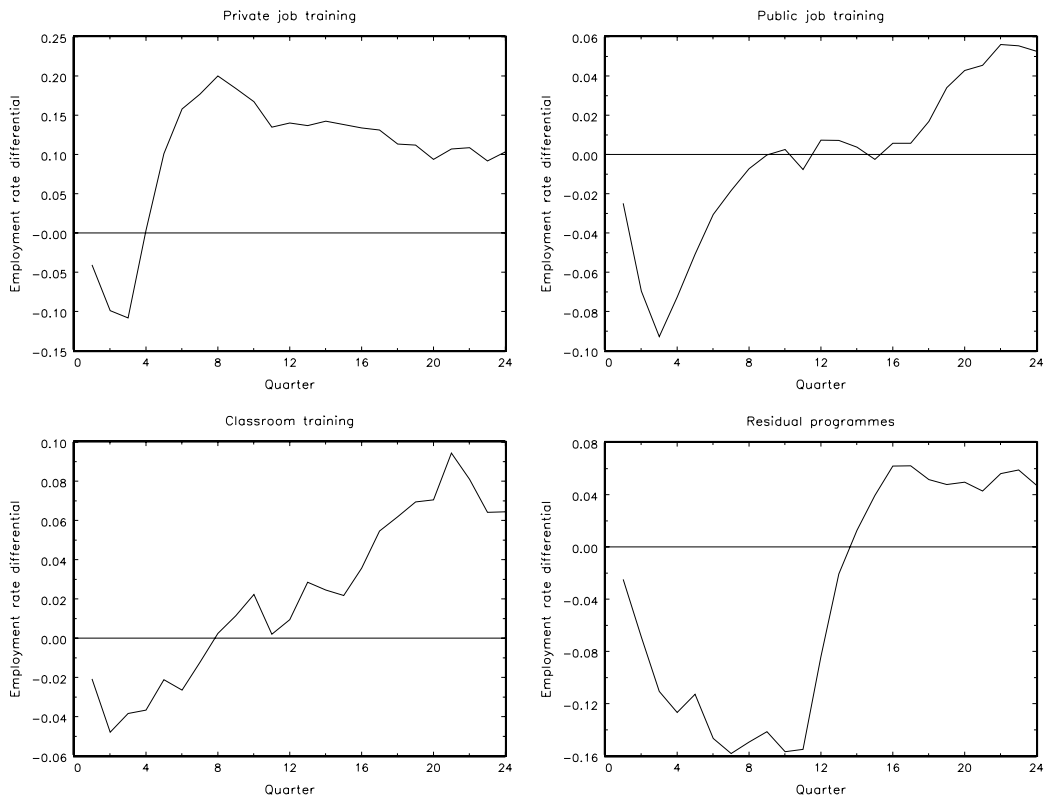 Private job training
0.25
0.20
0.15
0.10
0.05
−0.00
−0.05
−0.10
−0.15
Employment rate differential
0 4 8 12 16 20 24
Quarter
Public job training
0.06
0.04
0.02
0.00
−0.02
−0.04
−0.06
−0.08
−0.10
Employment rate differential
0 4 8 12 16 20 24
Quarter
Classroom training
0.10
0.08
0.06
0.04
0.02
0.00
−0.02
−0.04
−0.06
Employment rate differential
0 4 8 12 16 20 24
Quarter
Residual programmes
0.08
0.04
0.00
−0.04
−0.08
−0.12
−0.16
Employment rate differential
0 4 8 12 16 20 24
Quarter